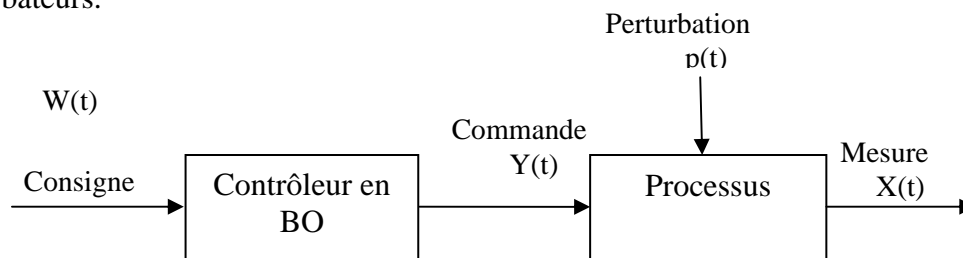 bateurs.
Perturbation
p(t)
W(t)
Commande
Y(t)
Mesure
X(t)
Consigne
Contrôleur en
BO
Processus